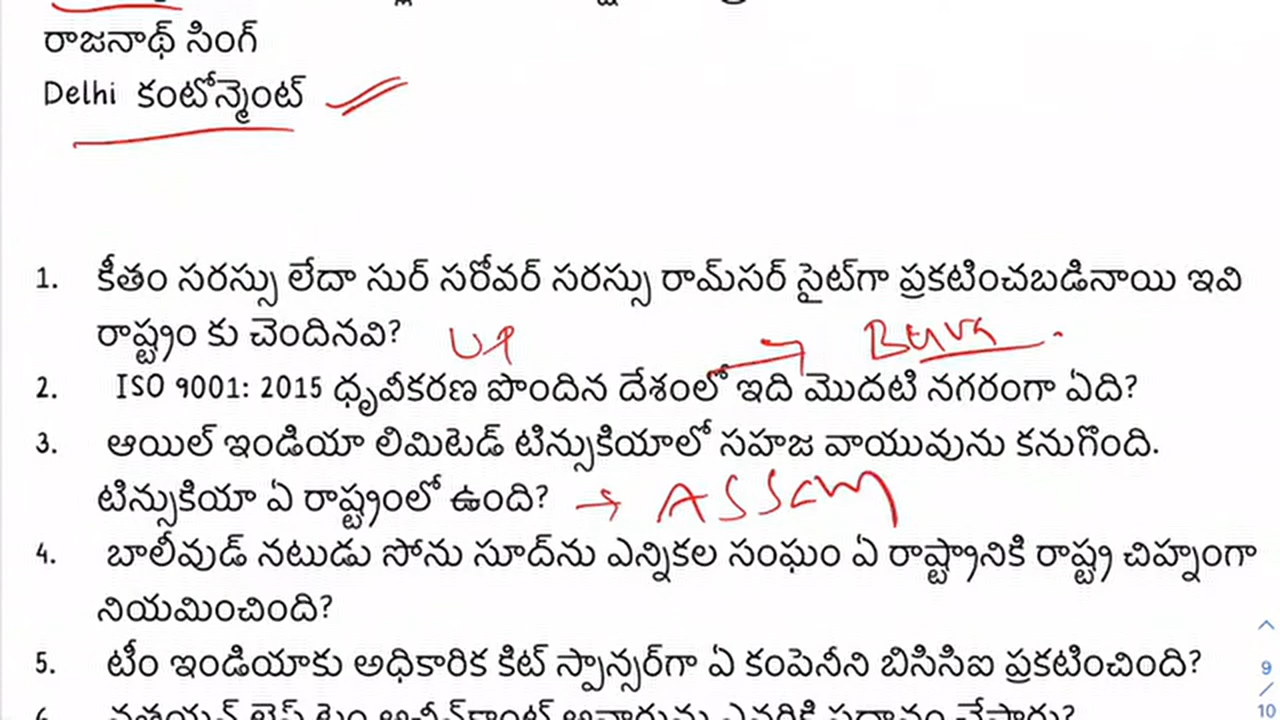 రాజనాథ్ సింగ్
Delhi కంటోన్మెంట్
1. కీతం సరస్సు లేదా సుర్ సరోవర్ సరస్సు రామ్‌సర్ సైట్‌గా ప్రకటించబడినాయి ఇవి
రాష్ట్రం కు చెందినవి? UP
2. ISO 9001: 2015 ధృవీకరణ పొందిన దేశంలో ఇది మొదటి నగరంగా ఏది?
3. ఆయిల్ ఇండియా లిమిటెడ్ టిన్సుకియాలో సహజ వాయువును కనుగొంది.
టిన్సుకియా ఏ రాష్ట్రంలో ఉంది? → ASSam
4. బాలీవుడ్ నటుడు సోను సూద్‌ను ఎన్నికల సంఘం ఏ రాష్ట్రానికి రాష్ట్ర చిహ్నంగా
నియమించింది?
5. టీం ఇండియాకు అధికారిక కిట్ స్పాన్సర్‌గా ఏ కంపెనీని బిసిసిఐ ప్రకటించింది?
9
/
10